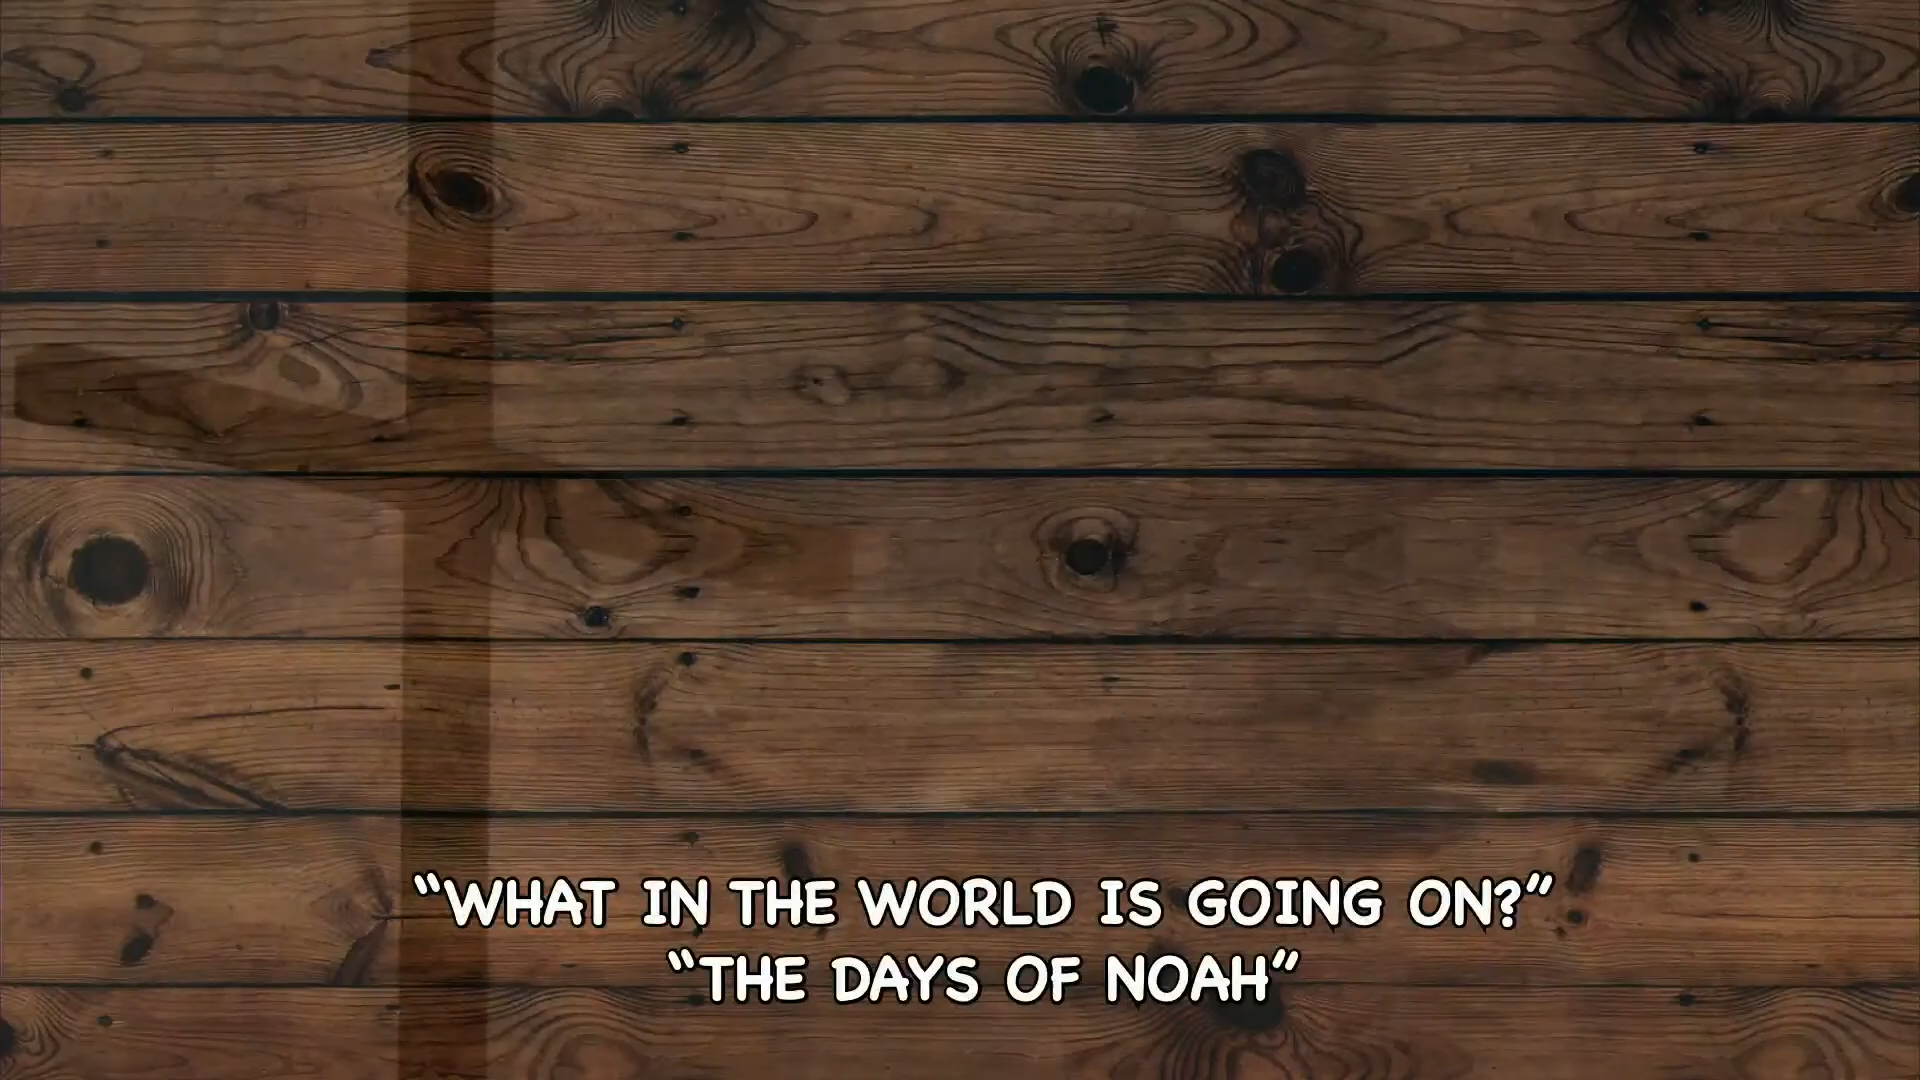 “WHAT IN THE WORLD IS GOING ON?”
“THE DAYS OF NOAH”